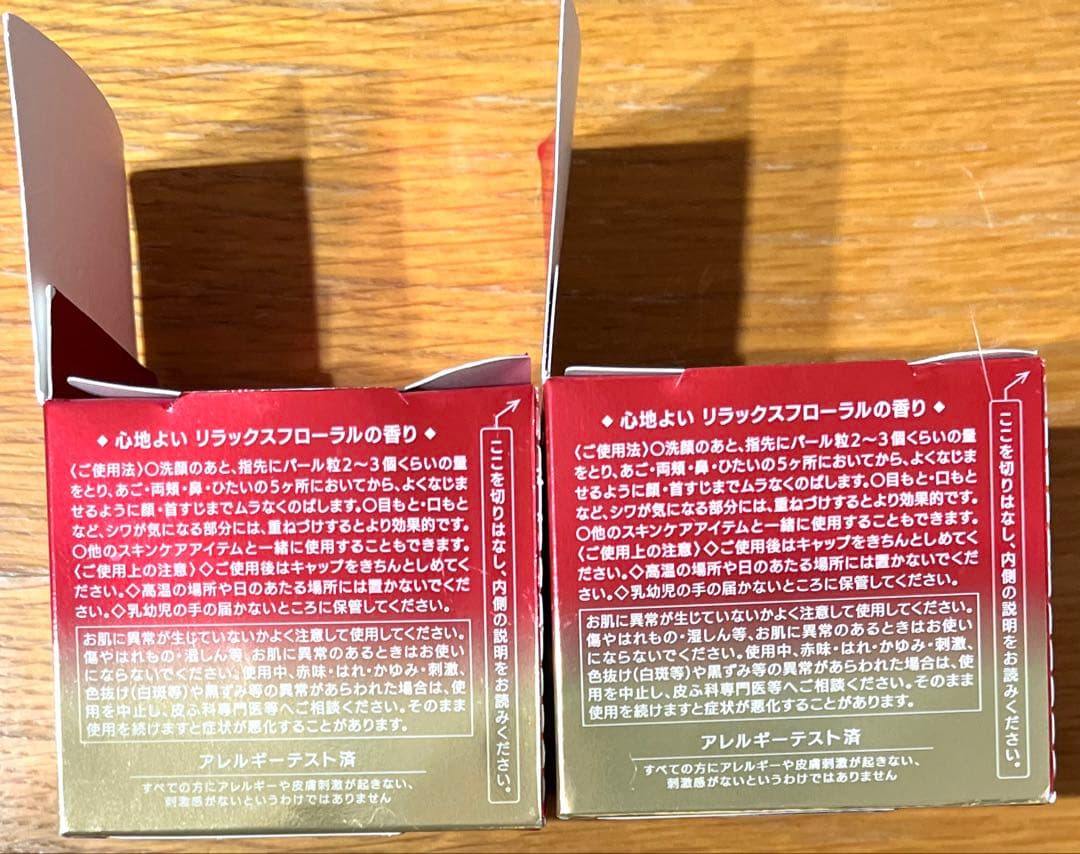 ◆ 心地よい リラックスフローラルの香り ◆
〈ご使用法〉○洗顔のあと、指先にパール粒2〜3個くらいの量
をとり、あご・両頬・鼻・ひたいの5ヶ所においてから、よくなじま
せるように顔・首すじまでムラなくのばします。○目もと・口もと
など、シワが気になる部分には、重ねづけするとより効果的です。
○他のスキンケアアイテムと一緒に使用することもできます。
〈ご使用上の注意〉◇ご使用後はキャップをきちんとしめてく
ださい。◇高温の場所や日のあたる場所には置かないでくだ
さい。◇乳幼児の手の届かないところに保管してください。
お肌に異常が生じていないかよく注意して使用してください。
傷やはれもの・湿しん等、お肌に異常のあるときはお使い
にならないでください。使用中、赤味・はれ・かゆみ・刺激、
色抜け(白斑等)や黒ずみ等の異常があらわれた場合は、使
用を中止し、皮ふ科専門医等へご相談ください。そのまま
使用を続けますと症状が悪化することがあります。
アレルギーテスト済
すべての方にアレルギーや皮膚刺激が起きない、
刺激感がないというわけではありません
ここを切りはなし、内側の説明をお読みください。
◆ 心地よい リラックスフローラルの香り ◆
〈ご使用法〉○洗顔のあと、指先にパール粒2〜3個くらいの量
をとり、あご・両頬・鼻・ひたいの5ヶ所においてから、よくなじま
せるように顔・首すじまでムラなくのばします。○目もと・口もと
など、シワが気になる部分には、重ねづけするとより効果的です。
○他のスキンケアアイテムと一緒に使用することもできます。
〈ご使用上の注意〉◇ご使用後はキャップをきちんとしめてく
ださい。◇高温の場所や日のあたる場所には置かないでくだ
さい。◇乳幼児の手の届かないところに保管してください。
お肌に異常が生じていないかよく注意して使用してください。
傷やはれもの・湿しん等、お肌に異常のあるときはお使い
にならないでください。使用中、赤味・はれ・かゆみ・刺激、
色抜け(白斑等)や黒ずみ等の異常があらわれた場合は、使
用を中止し、皮ふ科専門医等へご相談ください。そのまま
使用を続けますと症状が悪化することがあります。
アレルギーテスト済
すべての方にアレルギーや皮膚刺激が起きない、
刺激感がないというわけではありません
ここを切りはなし、内側の説明をお読みください。